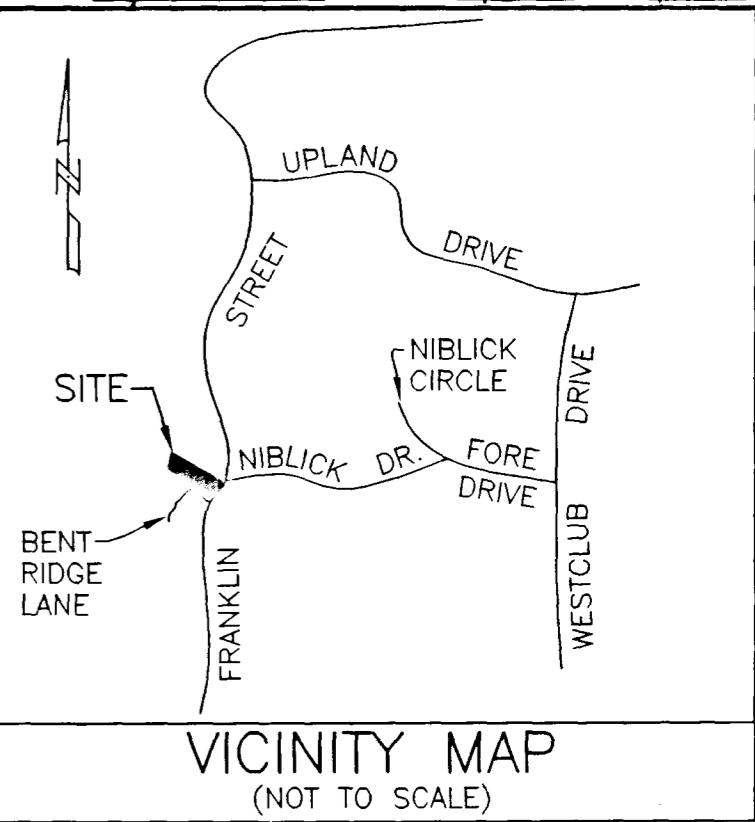 UPLAND
DRIVE
STREET
N
NIBLICK
CIRCLE
DRIVE
SITE
NIBLICK DR.
FORE
DRIVE
BENT
RIDGE
LANE
FRANKLIN
WESTCLUB
VICINITY MAP
(NOT TO SCALE)